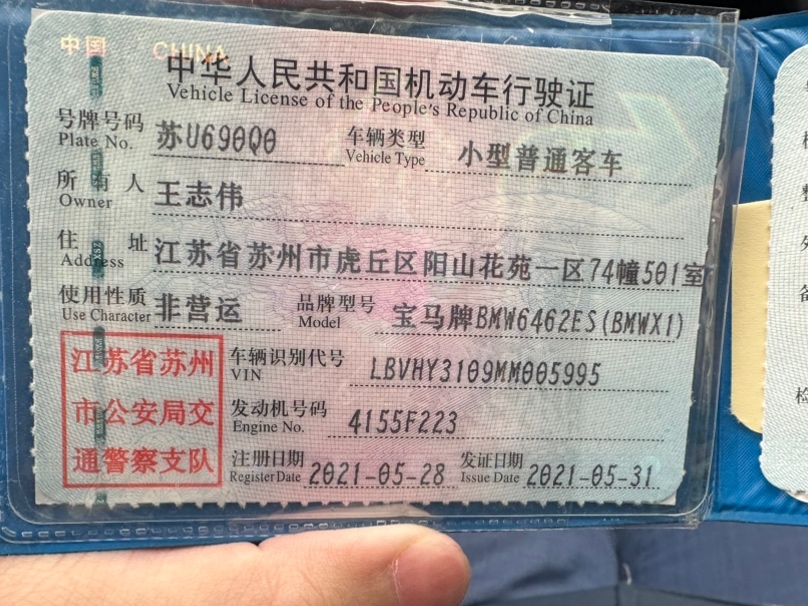 中国 CHINA
中华人民共和国机动车行驶证
Vehicle License of the People's Republic of China
号牌号码 苏U690Q0 车辆类型 小型普通客车
Plate No. Vehicle Type
所有人 王志伟
Owner
住址 江苏省苏州市虎丘区阳山花苑一区74幢501室
Address
使用性质 非营运 品牌型号 宝马牌BMW6462ES(BMWX1)
Use Character Model
江苏省苏州 车辆识别代号 LBVHY3109MM005995
VIN
市公安局交 发动机号码 4155F223
Engine No.
通警察支队 注册日期 2021-05-28 发证日期 2021-05-31
Register Date Issue Date